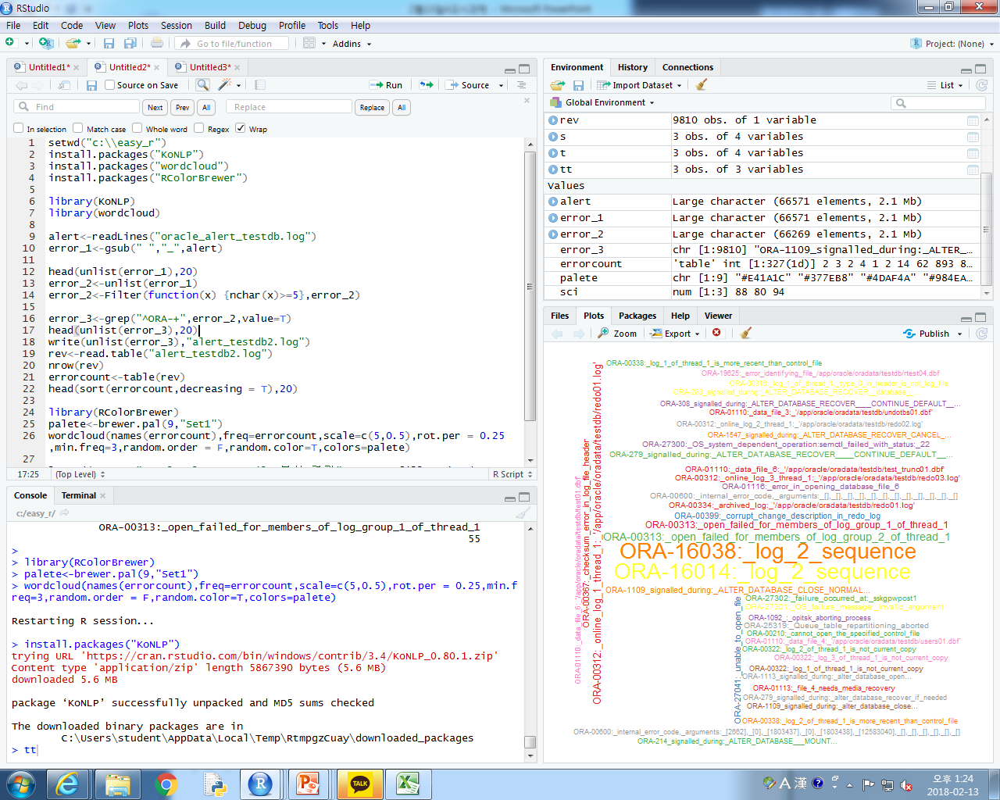 RStudio
File Edit Code View Plots Session Build Debug Profile Tools Help
Go to file/function Addins Project: (None)
Untitled1* Untitled2* Untitled3*
Source on Save Run Source
Find Next Prev All Replace Replace All
In selection Match case Whole word Regex Wrap
1 setwd("c:\\easy_r")
2 install.packages("KoNLP")
3 install.packages("wordcloud")
4 install.packages("RColorBrewer")
5
6 library(KoNLP)
7 library(wordcloud)
8
9 alert<-readLines("oracle_alert_testdb.log")
10 error_1<-gsub(" ","_",alert)
11
12 head(unlist(error_1),20)
13 error_2<-unlist(error_1)
14 error_2<-Filter(function(x) {nchar(x)>=5},error_2)
15
16 error_3<-grep("^ORA-+",error_2,value=T)
17 head(unlist(error_3),20)
18 write(unlist(error_3),"alert_testdb2.log")
19 rev<-read.table("alert_testdb2.log")
20 nrow(rev)
21 errorcount<-table(rev)
22 head(sort(errorcount,decreasing = T),20)
23
24 library(RColorBrewer)
25 palete<-brewer.pal(9,"Set1")
26 wordcloud(names(errorcount),freq=errorcount,scale=c(5,0.5),rot.per = 0.25
,min.freq=3,random.order = F,random.color=T,colors=palete)
27
17:25 (Top Level) R Script
Console Terminal
c:/easy_r/
ORA-00313:_open_failed_for_members_of_log_group_1_of_thread_1
55
>
> library(RColorBrewer)
> palete<-brewer.pal(9,"Set1")
> wordcloud(names(errorcount),freq=errorcount,scale=c(5,0.5),rot.per = 0.25,min.f
req=3,random.order = F,random.color=T,colors=palete)
Restarting R session...
> install.packages("KoNLP")
trying URL 'https://cran.rstudio.com/bin/windows/contrib/3.4/KoNLP_0.80.1.zip'
Content type 'application/zip' length 5867390 bytes (5.6 MB)
downloaded 5.6 MB
package ‘KoNLP’ successfully unpacked and MD5 sums checked
The downloaded binary packages are in
C:\Users\student\AppData\Local\Temp\RtmpgzCuay\downloaded_packages
> tt
Environment History Connections
Import Dataset List
Global Environment
rev 9810 obs. of 1 variable
s 3 obs. of 4 variables
t 3 obs. of 4 variables
tt 3 obs. of 3 variables
Values
alert Large character (66571 elements, 2.1 Mb)
error_1 Large character (66571 elements, 2.1 Mb)
error_2 Large character (66269 elements, 2.1 Mb)
error_3 chr [1:9810] "ORA-1109_signalled_during:_ALTER_…
errorcount 'table' int [1:327(1d)] 2 3 2 4 1 2 14 62 893 8…
palete chr [1:9] "#E41A1C" "#377EB8" "#4DAF4A" "#984EA…
sci num [1:3] 88 80 94
Files Plots Packages Help Viewer
Zoom Export Publish
ORA-00338:_log_1_of_thread_1_is_more_recent_than_control_file
ORA-19625:_error_identifying_file_/app/oracle/oradata/testdb/rtest04.dbf
ORA-00310:_log_1_of_thread_1,_type_0_in_header_is_not_log_file
ORA-308_signalled_during:_ALTER_DATABASE_RECOVER____CONTINUE_DEFAULT__...
ORA-01110:_data_file_3:_'/app/oracle/oradata/testdb/undotbs01.dbf'
ORA-00312:_online_log_2_thread_1:_'/app/oracle/oradata/testdb/redo02.log'
ORA-1547_signalled_during:_ALTER_DATABASE_RECOVER_CANCEL_...
ORA-27300:_OS_system_dependent_operation:semctl_failed_with_status:_22
ORA-279_signalled_during:_ALTER_DATABASE_RECOVER____CONTINUE_DEFAULT__...
ORA-01110:_data_file_6:_'/app/oracle/oradata/testdb/test_trunc01.dbf'
ORA-00312:_online_log_3_thread_1:_'/app/oracle/oradata/testdb/redo03.log'
ORA-01116:_error_in_opening_database_file_6
ORA-00600:_internal_error_code,_arguments:_[],_[],_[],_[],_[],_[],_[],_[],_[],_[],_[],_[]
ORA-00334:_archived_log:_'/app/oracle/oradata/testdb/redo01.log'
ORA-00399:_corrupt_change_description_in_redo_log
ORA-00313:_open_failed_for_members_of_log_group_1_of_thread_1
ORA-00313:_open_failed_for_members_of_log_group_2_of_thread_1
ORA-16038:_log_2_sequence
ORA-16014:_log_2_sequence
ORA-1109_signalled_during:_ALTER_DATABASE_CLOSE_NORMAL...
ORA-27302:_failure_occurred_at:_sskgpwpost1
ORA-27301:_OS_failure_message:_Invalid_argument
ORA-1092_:_opitsk_aborting_process
ORA-25319:_Queue_table_repartitioning_aborted
ORA-00210:_cannot_open_the_specified_control_file
ORA-01110:_data_file_4:_'/app/oracle/oradata/testdb/users01.dbf'
ORA-00322:_log_2_of_thread_1_is_not_current_copy
ORA-00322:_log_3_of_thread_1_is_not_current_copy
ORA-00322:_log_1_of_thread_1_is_not_current_copy
ORA-1113_signalled_during:_alter_database_open...
ORA-01113:_file_4_needs_media_recovery
ORA-279_signalled_during:_alter_database_recover_if_needed
ORA-1109_signalled_during:_alter_database_close...
ORA-00338:_log_2_of_thread_1_is_more_recent_than_control_file
ORA-00600:_internal_error_code,_arguments:_[2662],_[0],_[1803437],_[0],_[1803438],_[12583040],_[],_[],_[],_[],_[],_[]
ORA-214_signalled_during:_ALTER_DATABASE___MOUNT...
ORA-01110:_data_file_6:_'/app/oracle/oradata/testdb/test01.dbf'
ORA-00367:_checksum_error_in_log_file_header
ORA-00312:_online_log_1_thread_1:_'/app/oracle/oradata/testdb/redo01.log'
ORA-27041:_unable_to_open_file
TALK
A 漢
오후 1:24
2018-02-13